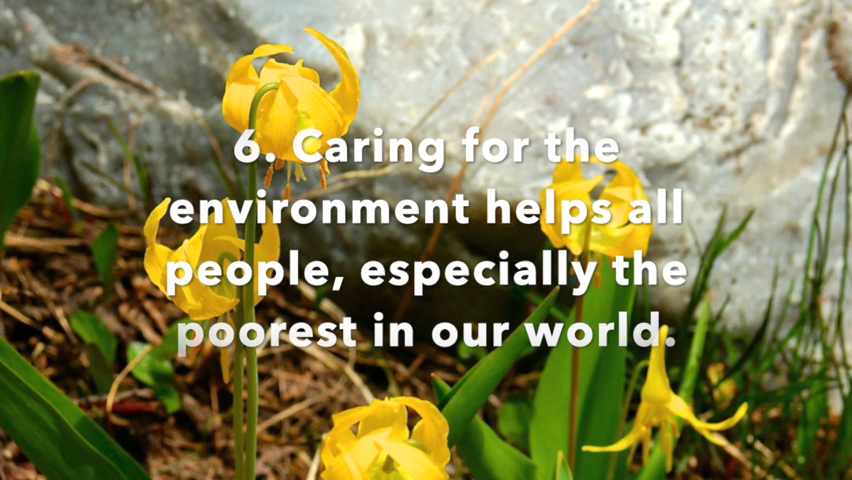 6. Caring for the
environment helps all
people, especially the
poorest in our world.